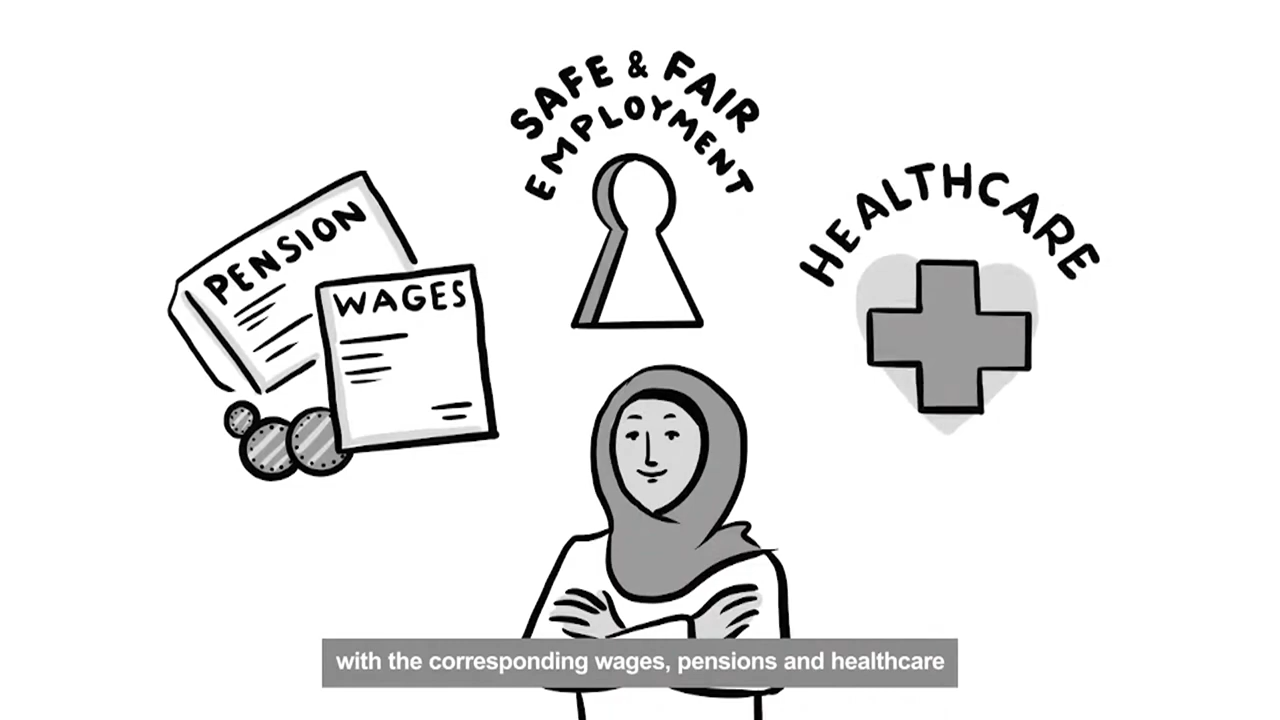 SAFE & FAIR
EMPLOYMENT
PENSION
WAGES
HEALTHCARE
with the corresponding wages, pensions and healthcare